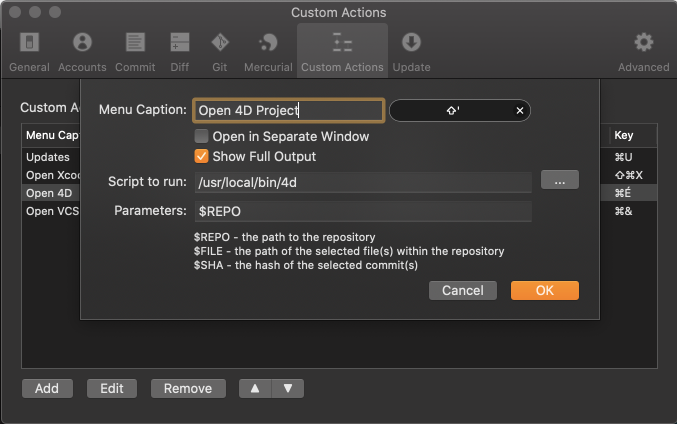 Custom Actions
General Accounts Commit Diff Git Mercurial Custom Actions Update Advanced
Custom A
Menu Caption: Open 4D Project ⇧' ✕
Open in Separate Window
Show Full Output
Script to run: /usr/local/bin/4d ...
Parameters: $REPO
$REPO - the path to the repository
$FILE - the path of the selected file(s) within the repository
$SHA - the hash of the selected commit(s)
Cancel OK
Menu Cap Key
Updates ⌘U
Open Xcod ⇧⌘X
Open 4D ⌘É
Open VCS ⌘&
Add Edit Remove ▲ ▼